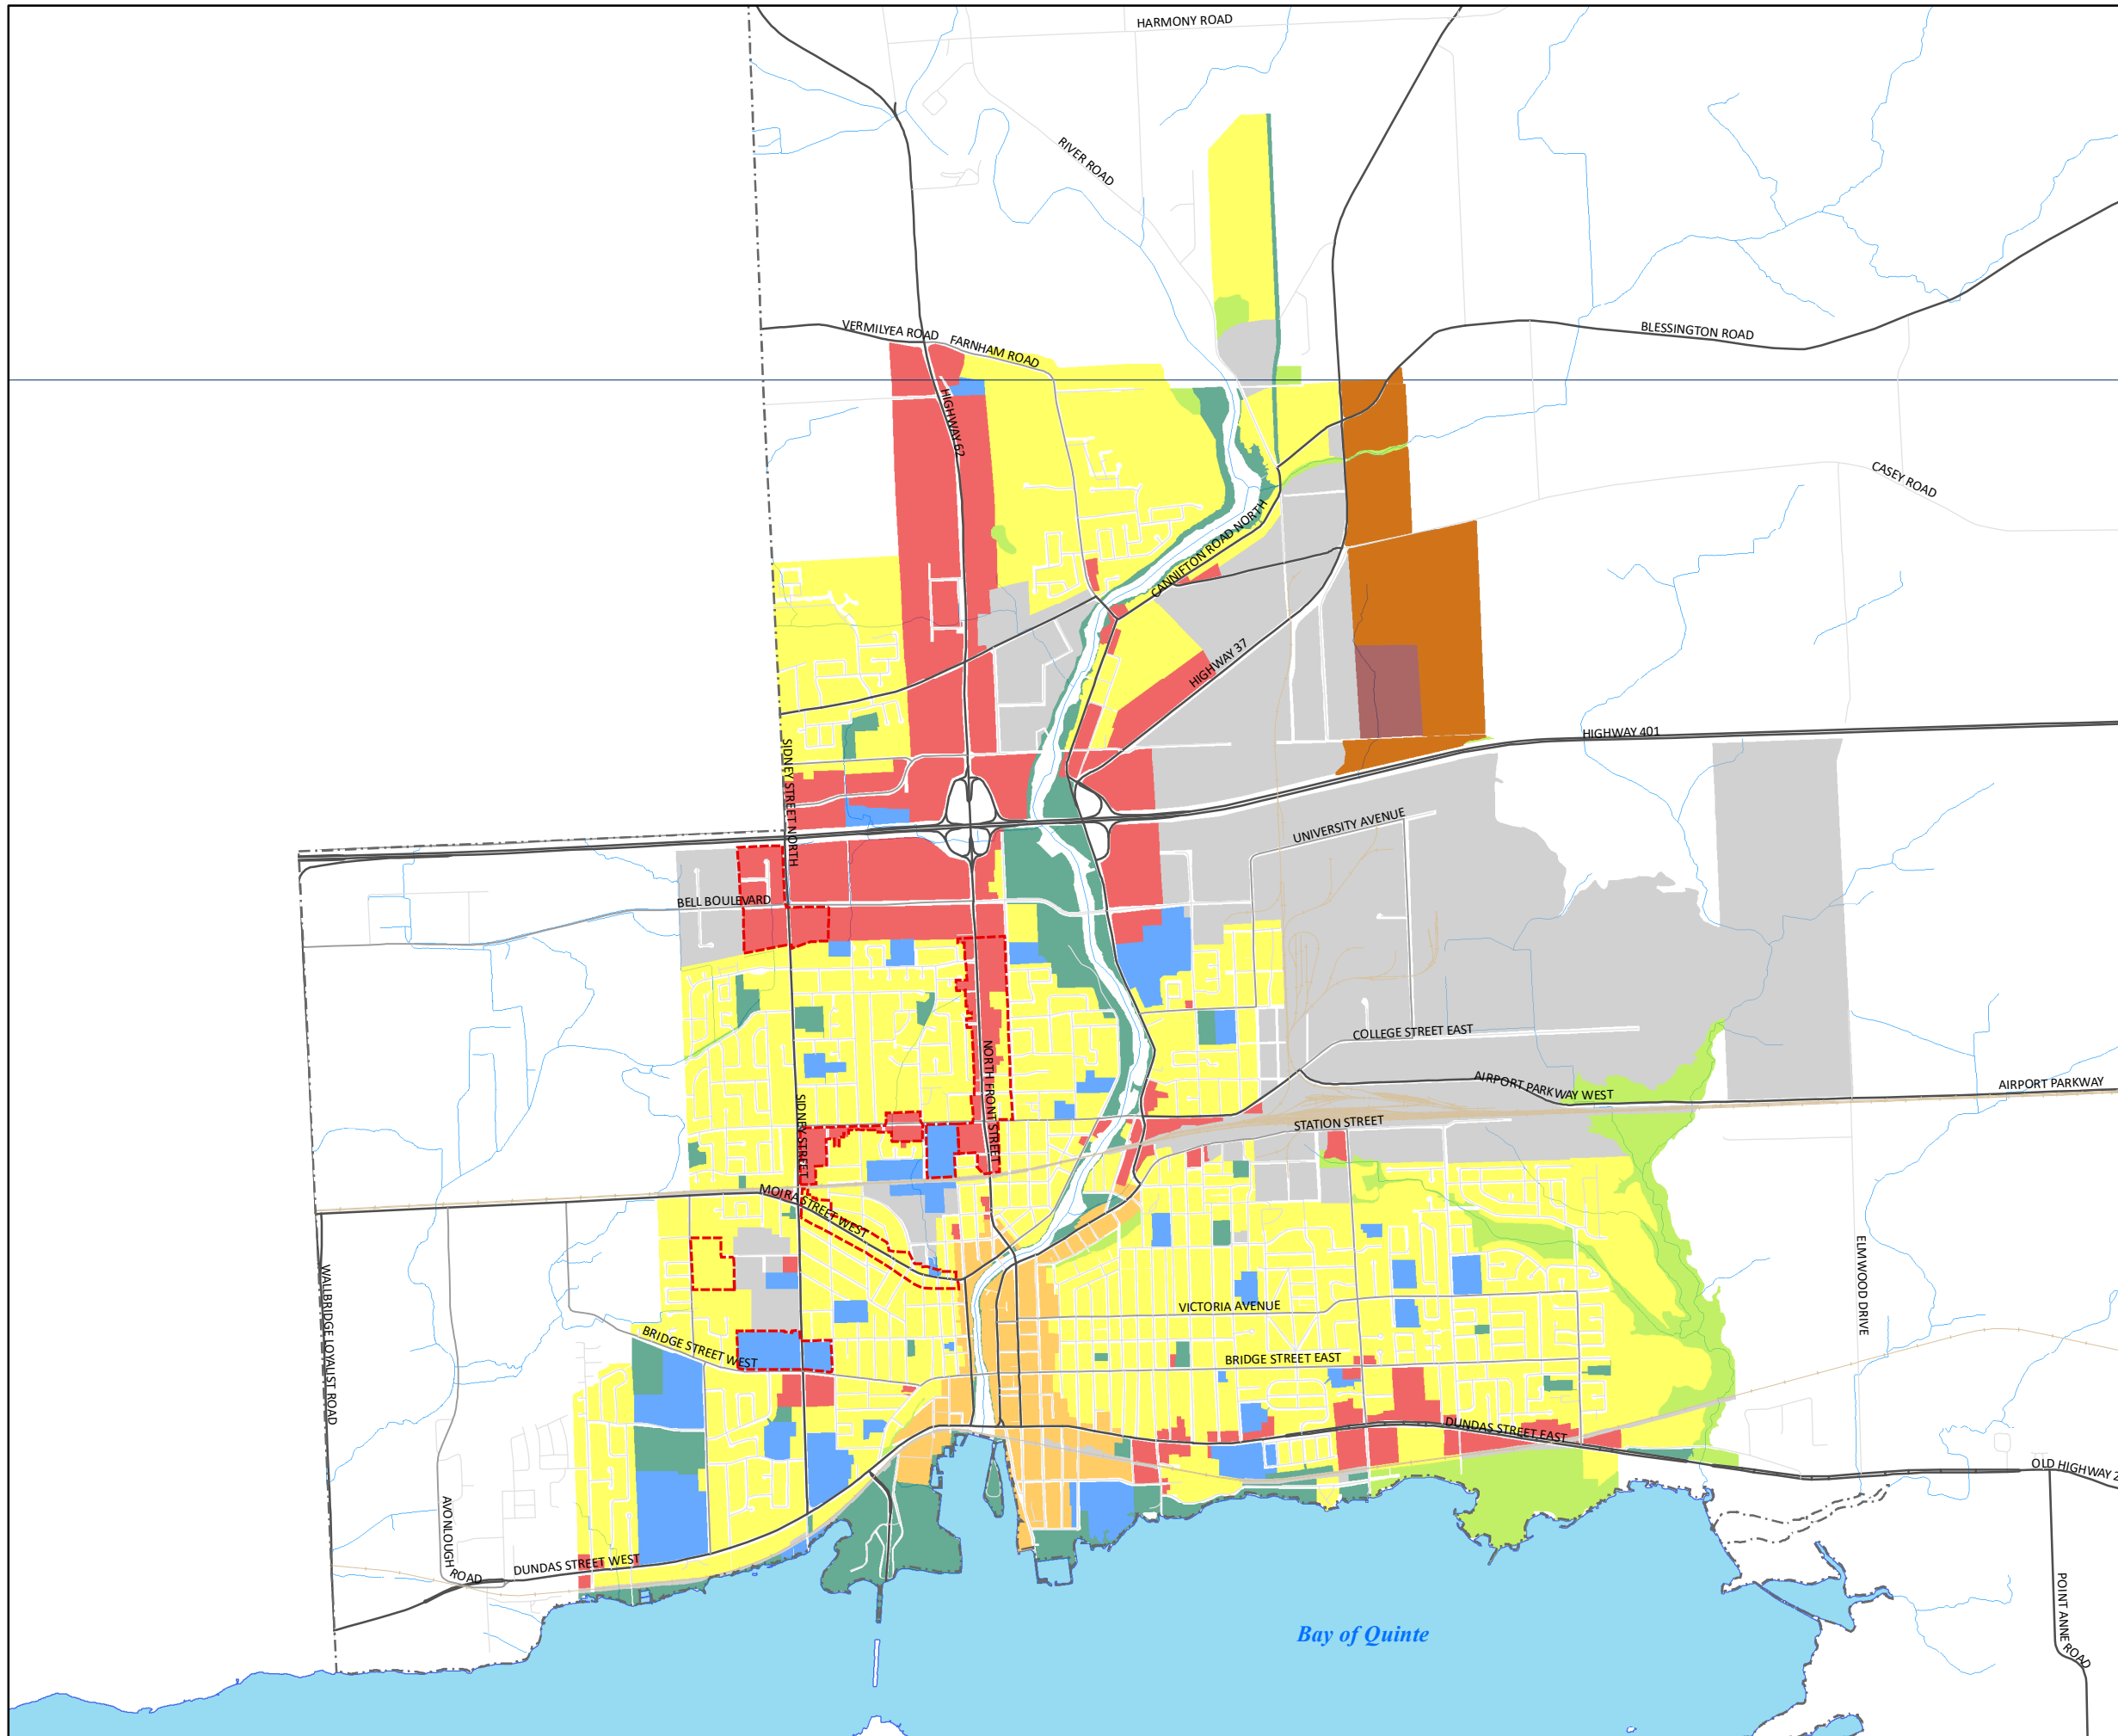 HARMONY ROAD
RIVER ROAD
VERMILYEA ROAD
FARNHAM ROAD
BLESSINGTON ROAD
HIGHWAY 62
CASEY ROAD
CANNIFTON ROAD NORTH
HIGHWAY 37
HIGHWAY 401
SIDNEY STREET NORTH
UNIVERSITY AVENUE
BELL BOULEVARD
COLLEGE STREET EAST
NORTH FRONT STREET
AIRPORT PARKWAY WEST
AIRPORT PARKWAY
SIDNEY STREET
STATION STREET
MOIRA STREET WEST
WALLBRIDGE LOYALIST ROAD
ELMWOOD DRIVE
VICTORIA AVENUE
BRIDGE STREET WEST
BRIDGE STREET EAST
DUNDAS STREET EAST
OLD HIGHWAY 2
AVONLOUGH
ROAD
DUNDAS STREET WEST
POINT ANNE ROAD
Bay of Quinte